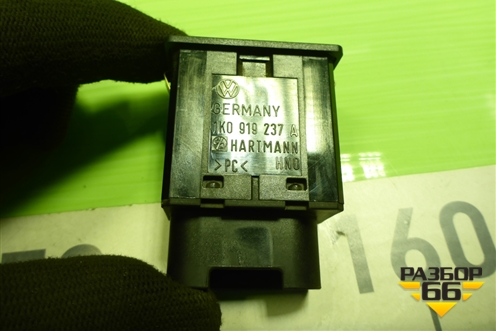 GERMANY
1K0 919 237 A
HARTMANN
>PC< HNO
160
РАЗБОР
66